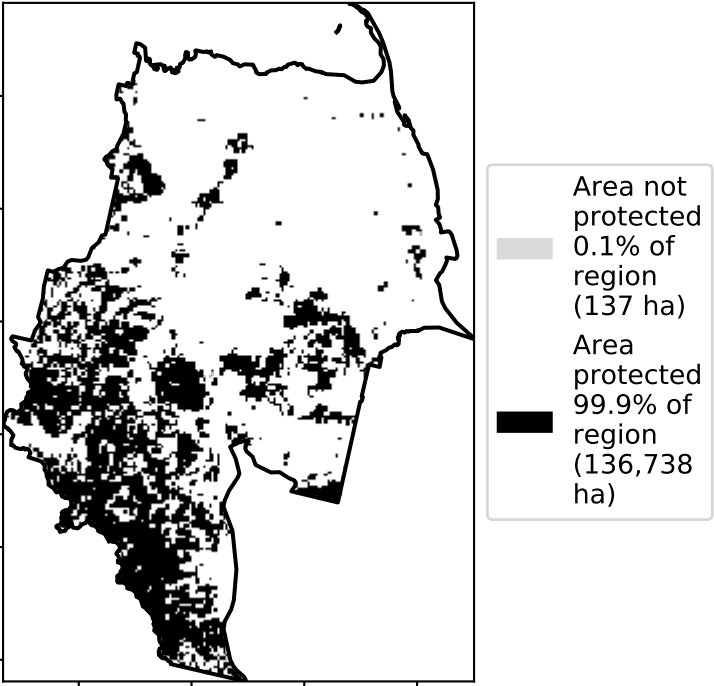 Area not
protected
0.1% of
region
(137 ha)
Area
protected
99.9% of
region
(136,738
ha)